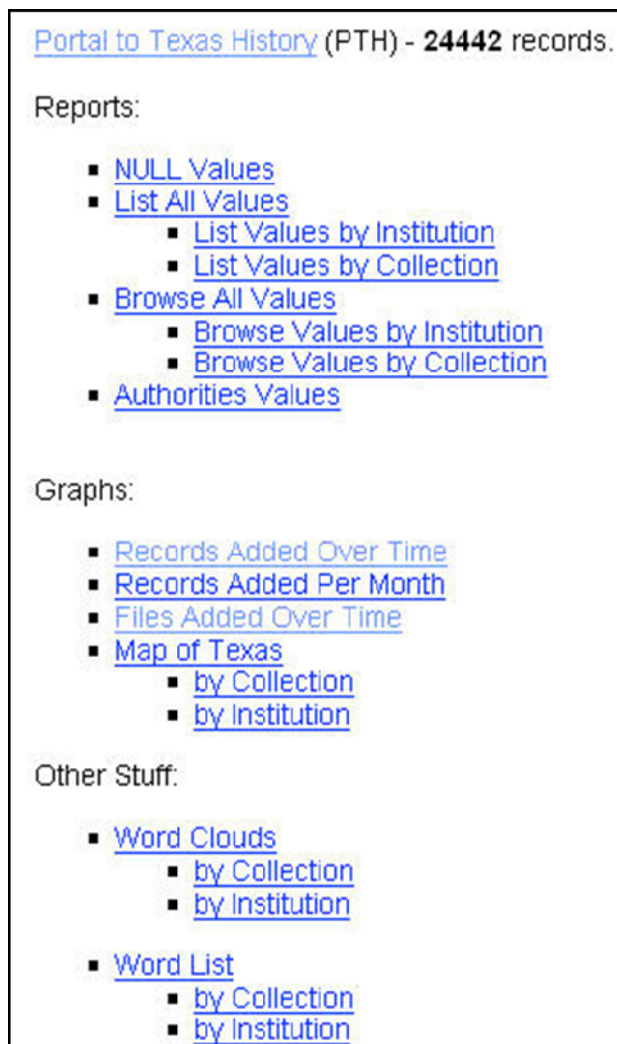 Portal to Texas History (PTH) - 24442 records.
Reports:
NULL Values
List All Values
List Values by Institution
List Values by Collection
Browse All Values
Browse Values by Institution
Browse Values by Collection
Authorities Values
Graphs:
Records Added Over Time
Records Added Per Month
Files Added Over Time
Map of Texas
by Collection
by Institution
Other Stuff:
Word Clouds
by Collection
by Institution
Word List
by Collection
by Institution